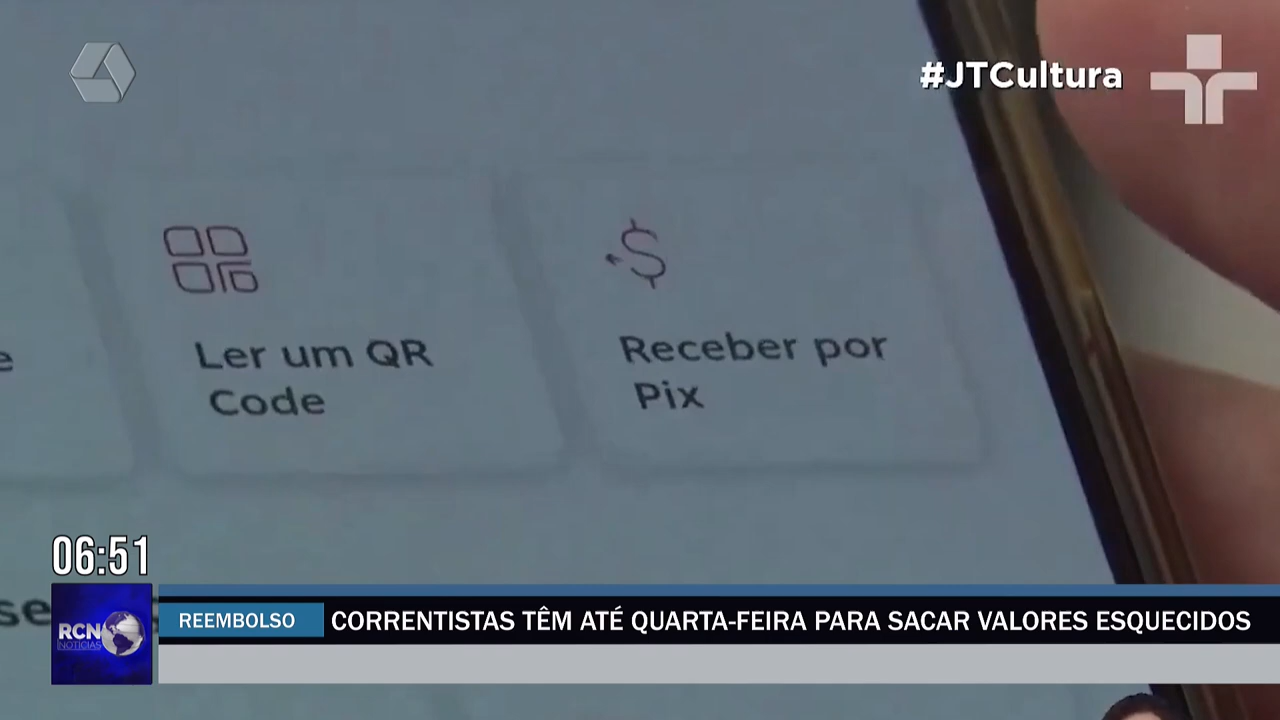 #JTCultura
Ler um QR
Code
Receber por
Pix
e
06:51
se
RCN
NOTÍCIAS
REEMBOLSO
CORRENTISTAS TÊM ATÉ QUARTA-FEIRA PARA SACAR VALORES ESQUECIDOS